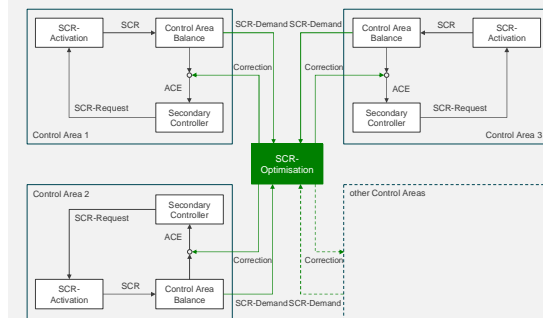 SCR-
Activation
SCR
Control Area
Balance
SCR-Demand
SCR-Demand
Control Area
Balance
SCR
SCR-
Activation
Correction
Correction
ACE
ACE
SCR-Request
Secondary
Controller
Secondary
Controller
SCR-Request
Control Area 1
Control Area 3
SCR-
Optimisation
Control Area 2
other Control Areas
Secondary
Controller
SCR-Request
ACE
Correction
Correction
SCR-
Activation
SCR
Control Area
Balance
SCR-Demand
SCR-Demand